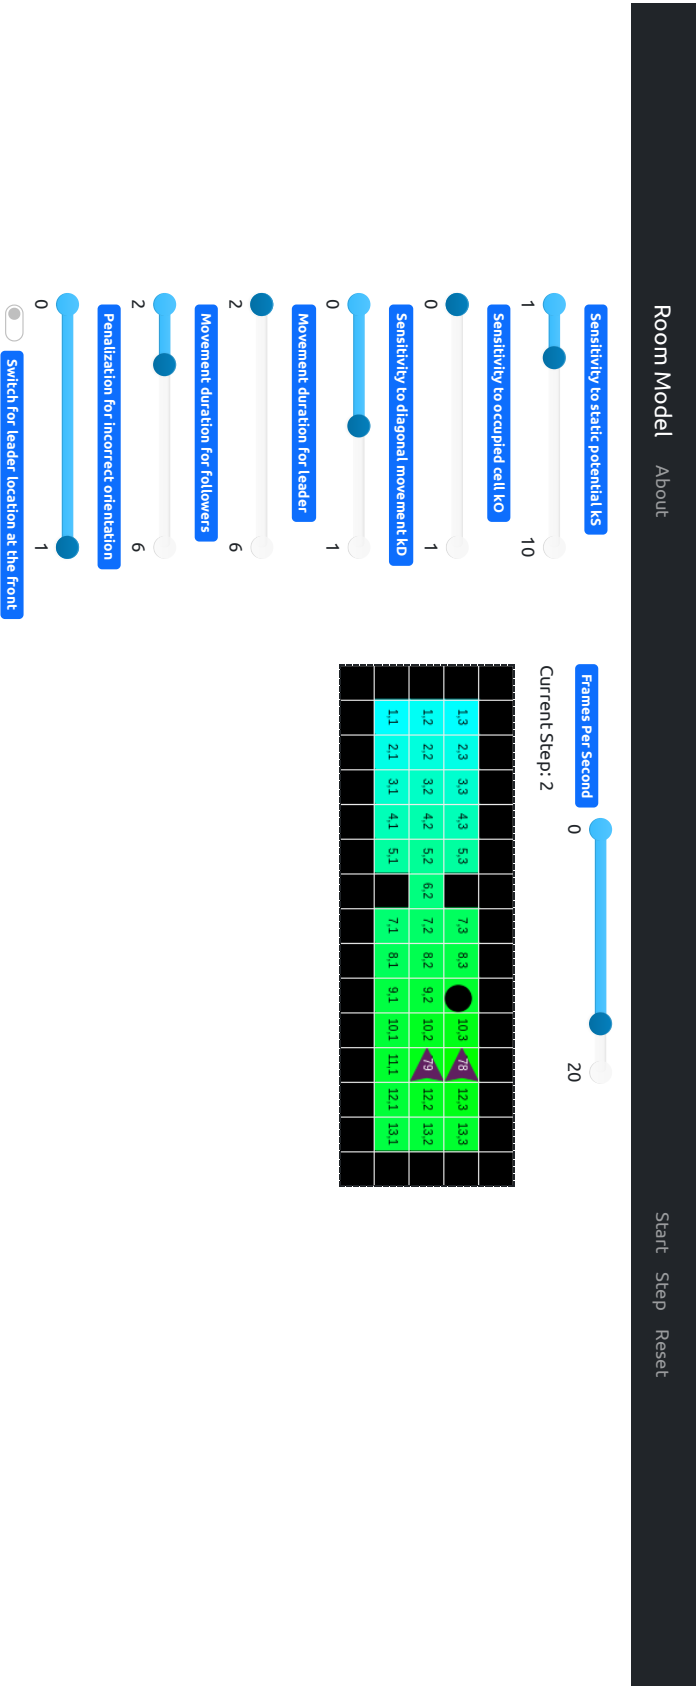 Room Model About Start Step Reset
Sensitivity to static potential kS
1 10
Sensitivity to occupied cell kO
0 1
Sensitivity to diagonal movement kD
0 1
Movement duration for leader
2 6
Movement duration for followers
2 6
Penalization for incorrect orientation
0 1
Switch for leader location at the front
Frames Per Second
0 20
Current Step: 2
1,3 2,3 3,3 4,3 5,3 7,3 8,3 10,3 78 12,3 13,3
1,2 2,2 3,2 4,2 5,2 6,2 7,2 8,2 9,2 10,2 79 12,2 13,2
1,1 2,1 3,1 4,1 5,1 7,1 8,1 9,1 10,1 11,1 12,1 13,1